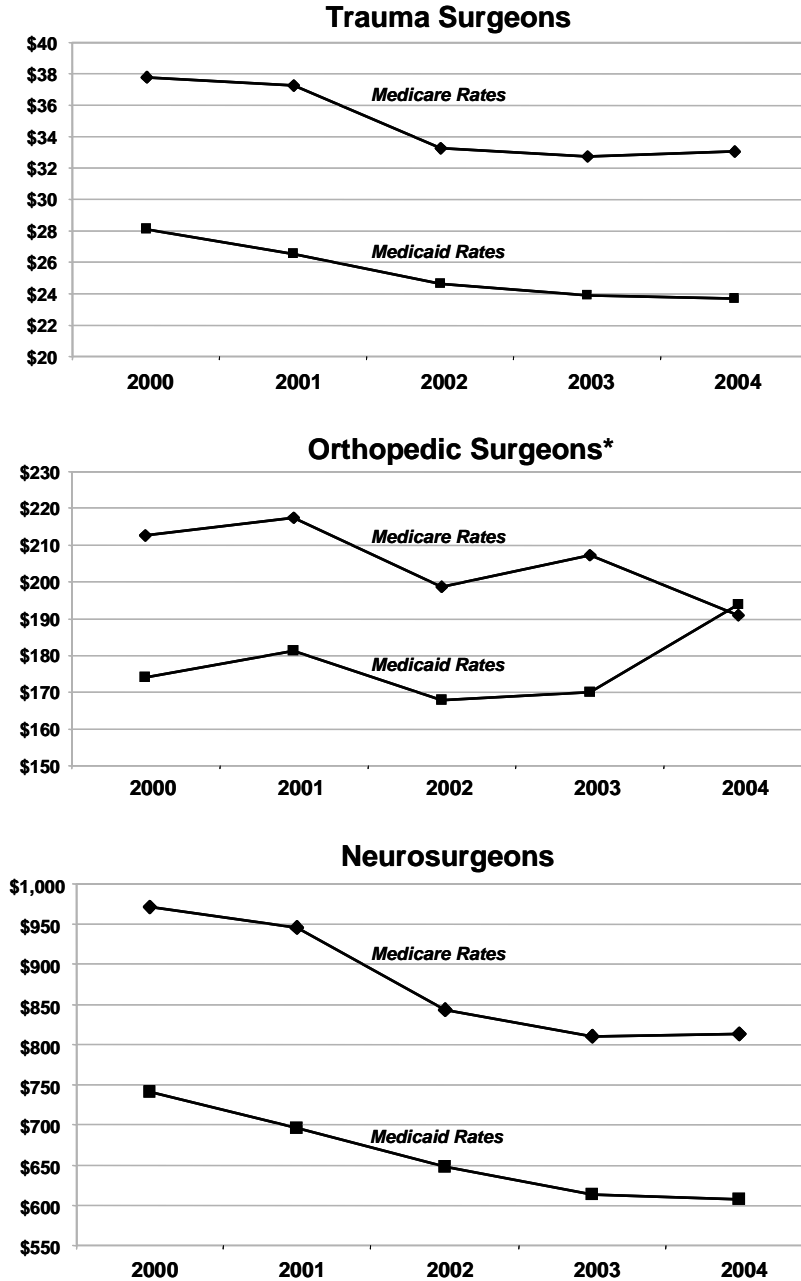 Trauma Surgeons
$40
$38
$36
$34
$32
$30
$28
$26
$24
$22
$20
Medicare Rates
Medicaid Rates
2000 2001 2002 2003 2004
Orthopedic Surgeons*
$230
$220
$210
$200
$190
$180
$170
$160
$150
Medicare Rates
Medicaid Rates
2000 2001 2002 2003 2004
Neurosurgeons
$1,000
$950
$900
$850
$800
$750
$700
$650
$600
$550
Medicare Rates
Medicaid Rates
2000 2001 2002 2003 2004